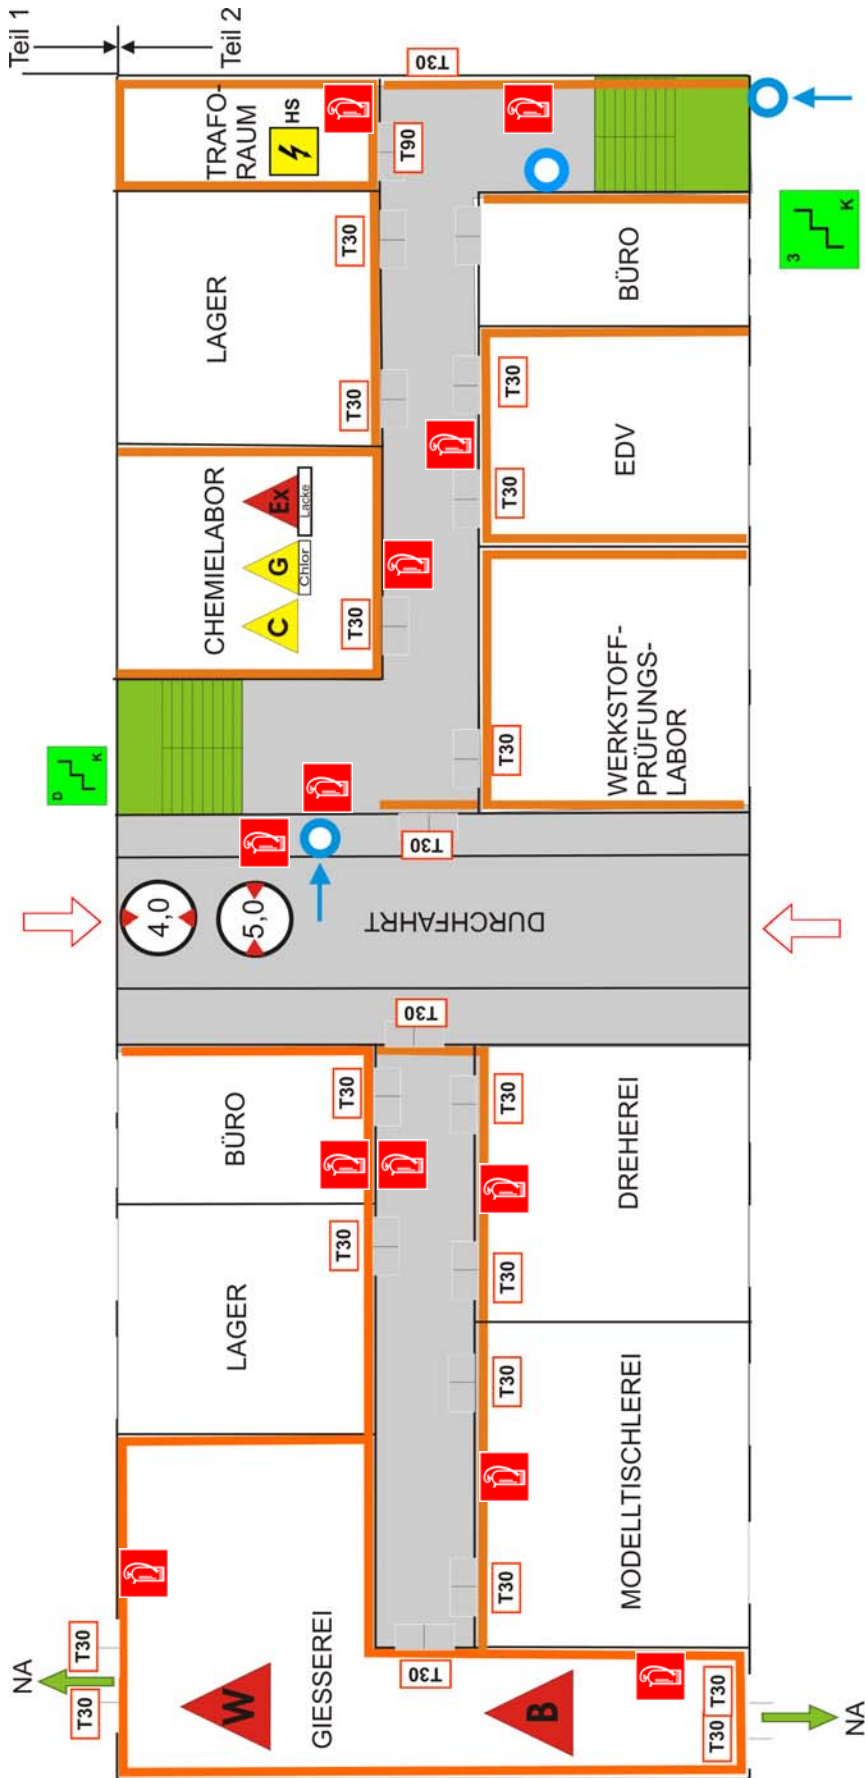 Teil 1
Teil 2
NA
T30
T30
D
K
W
GIESSEREI
B
T30
LAGER
T30
BÜRO
T30
4,0
5,0
DURCHFAHRT
T30
T30
CHEMIELABOR
C
G
Ex
Chlor
Lacke
T30
LAGER
T30
T30
TRAFO-
RAUM
HS
T90
T30
T30
T30
T30
T30
T30
T30
T30
MODELLTISCHLEREI
DREHEREI
T30
WERKSTOFF-
PRÜFUNGS-
LABOR
T30
T30
EDV
BÜRO
3
K
NA